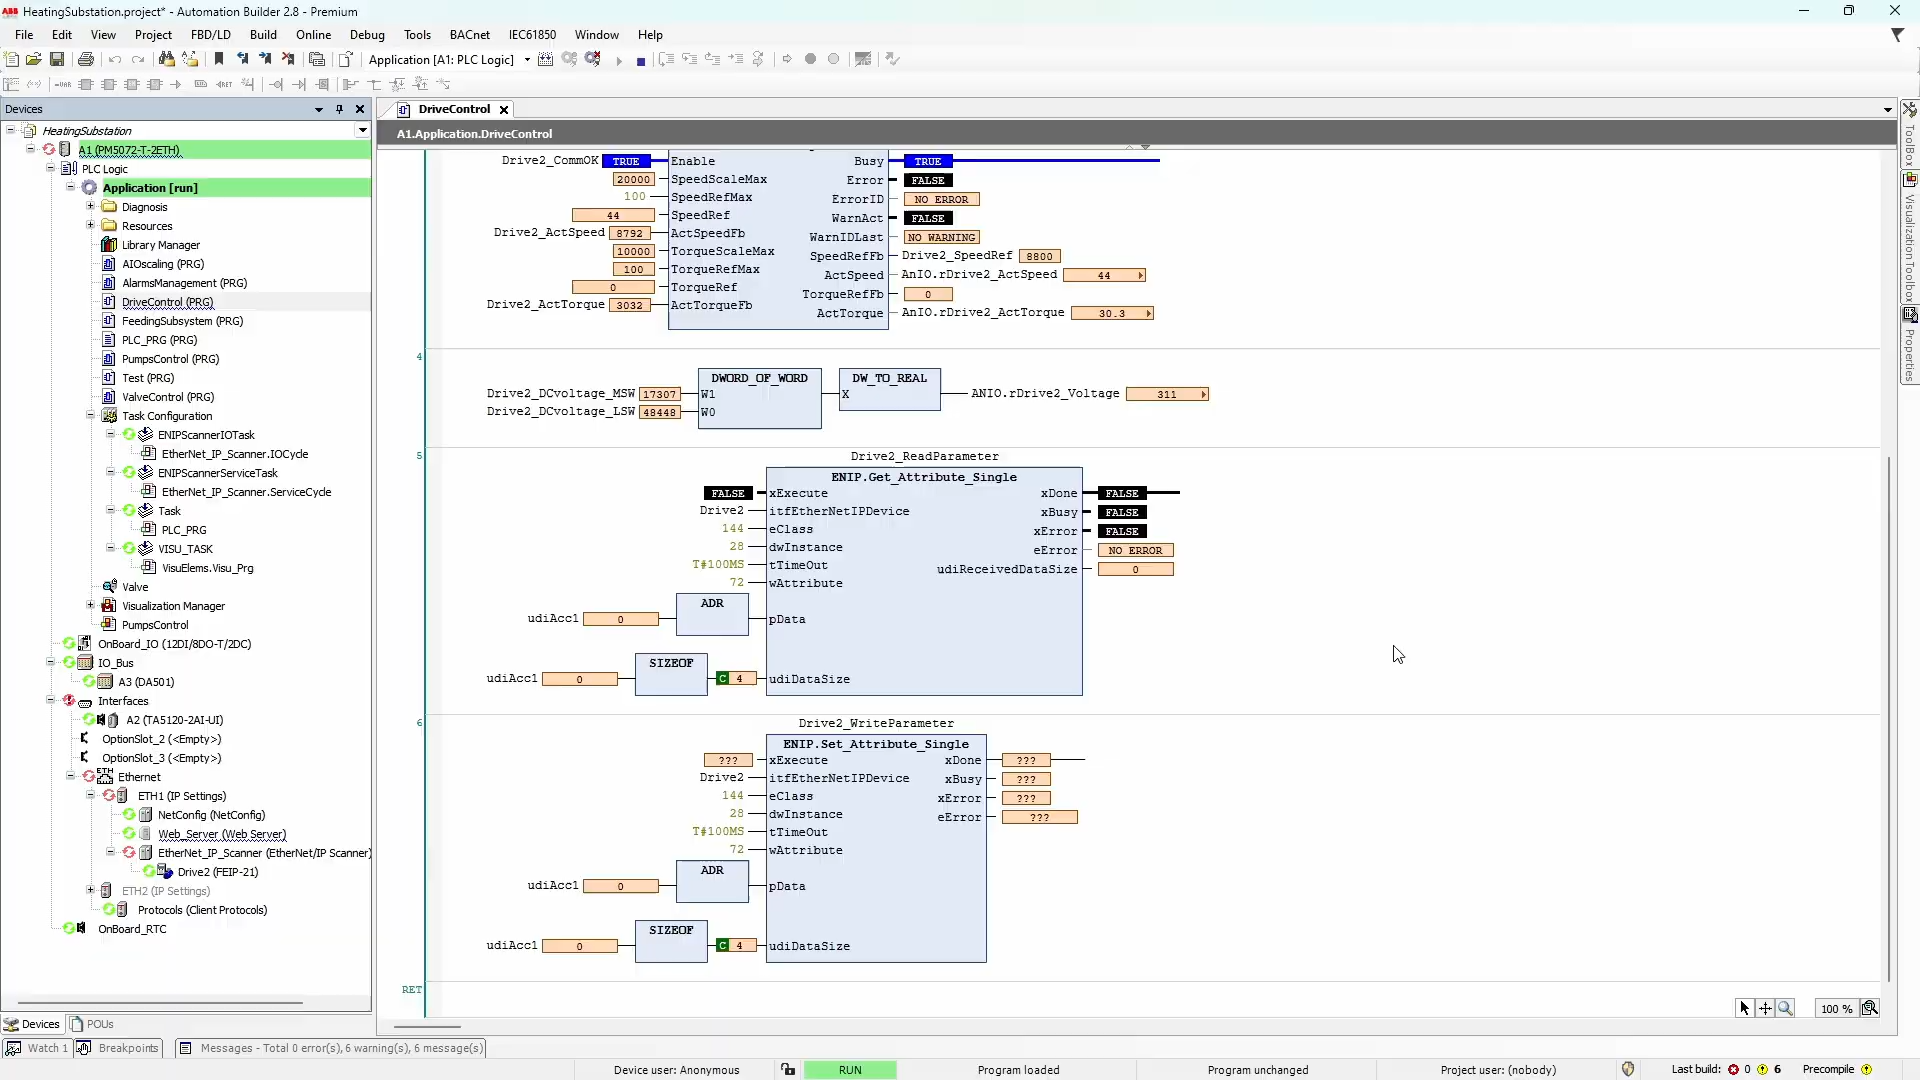 ABB HeatingSubstation.project* - Automation Builder 2.8 - Premium
File Edit View Project FBD/LD Build Online Debug Tools BACnet IEC61850 Window Help
Application [A1: PLC Logic]
Devices
HeatingSubstation
A1 (PM5072-T-2ETH)
PLC Logic
Application [run]
Diagnosis
Resources
Library Manager
AIOscaling (PRG)
AlarmsManagement (PRG)
DriveControl (PRG)
FeedingSubsystem (PRG)
PLC_PRG (PRG)
PumpsControl (PRG)
Test (PRG)
ValveControl (PRG)
Task Configuration
ENIPScannerIOTask
EtherNet_IP_Scanner.IOCycle
ENIPScannerServiceTask
EtherNet_IP_Scanner.ServiceCycle
Task
PLC_PRG
VISU_TASK
VisuElems.Visu_Prg
Valve
Visualization Manager
PumpsControl
OnBoard_IO (12DI/8DO-T/2DC)
IO_Bus
A3 (DA501)
Interfaces
A2 (TA5120-2AI-UI)
OptionSlot_2 (<Empty>)
OptionSlot_3 (<Empty>)
ETH Ethernet
ETH1 (IP Settings)
NetConfig (NetConfig)
Web_Server (Web Server)
EtherNet_IP_Scanner (EtherNet/IP Scanner)
Drive2 (FEIP-21)
ETH2 (IP Settings)
Protocols (Client Protocols)
OnBoard_RTC
Devices POUs
DriveControl
A1.Application.DriveControl
Drive2_CommOK TRUE Enable Busy TRUE
20000 SpeedScaleMax Error FALSE
100 SpeedRefMax ErrorID NO ERROR
44 SpeedRef WarnAct FALSE
Drive2_ActSpeed 8792 ActSpeedFb WarnIDLast NO WARNING
10000 TorqueScaleMax SpeedRefFb Drive2_SpeedRef 8800
100 TorqueRefMax ActSpeed AnIO.rDrive2_ActSpeed 44
0 TorqueRef TorqueRefFb 0
Drive2_ActTorque 3032 ActTorqueFb ActTorque AnIO.rDrive2_ActTorque 30.3
4
DWORD_OF_WORD DW_TO_REAL
Drive2_DCvoltage_MSW 17307 W1 X ANIO.rDrive2_Voltage 311
Drive2_DCvoltage_LSW 48448 W0
5
Drive2_ReadParameter
ENIP.Get_Attribute_Single
FALSE xExecute xDone FALSE
Drive2 itfEtherNetIPDevice xBusy FALSE
144 eClass xError FALSE
28 dwInstance eError NO ERROR
T#100MS tTimeOut udiReceivedDataSize 0
72 wAttribute
ADR
udiAcc1 0 pData
SIZEOF
udiAcc1 0 C 4 udiDataSize
6
Drive2_WriteParameter
ENIP.Set_Attribute_Single
??? xExecute xDone ???
Drive2 itfEtherNetIPDevice xBusy ???
144 eClass xError ???
28 dwInstance eError ???
T#100MS tTimeOut
72 wAttribute
ADR
udiAcc1 0 pData
SIZEOF
udiAcc1 0 C 4 udiDataSize
RET
100 %
ToolBox
Visualization Toolbox
Properties
Watch 1 Breakpoints Messages - Total 0 error(s), 6 warning(s), 6 message(s)
Device user: Anonymous RUN Program loaded Program unchanged Project user: (nobody) Last build: 0 6 Precompile